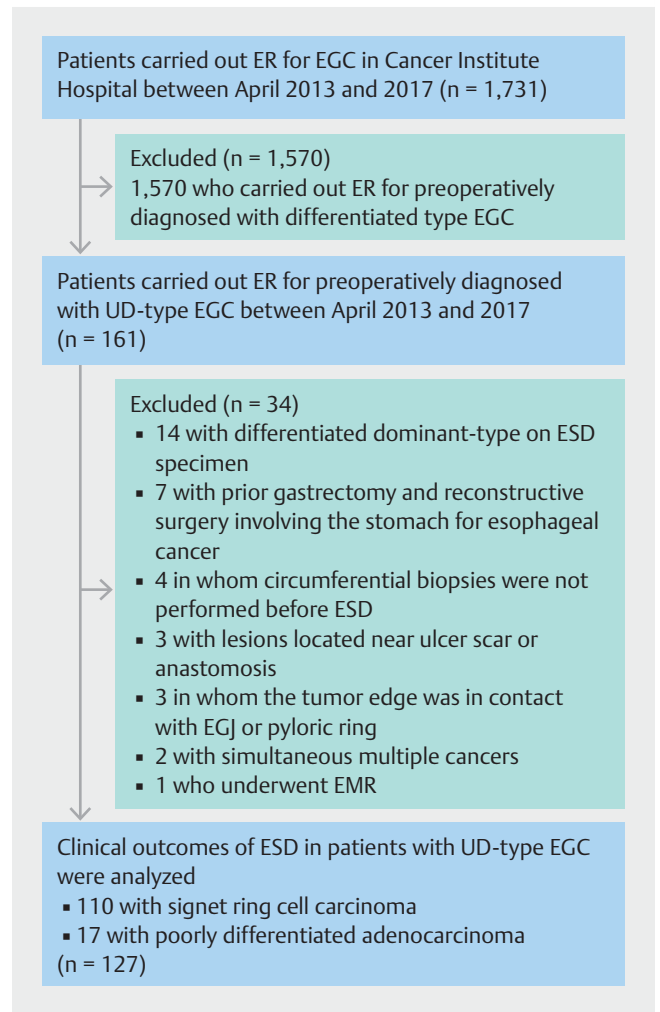 Patients carried out ER for EGC in Cancer Institute
Hospital between April 2013 and 2017 (n = 1,731)
Excluded (n = 1,570)
1,570 who carried out ER for preoperatively
diagnosed with differentiated type EGC
Patients carried out ER for preoperatively diagnosed
with UD-type EGC between April 2013 and 2017
(n = 161)
Excluded (n = 34)
▪ 14 with differentiated dominant-type on ESD
specimen
▪ 7 with prior gastrectomy and reconstructive
surgery involving the stomach for esophageal
cancer
▪ 4 in whom circumferential biopsies were not
performed before ESD
▪ 3 with lesions located near ulcer scar or
anastomosis
▪ 3 in whom the tumor edge was in contact
with EGJ or pyloric ring
▪ 2 with simultaneous multiple cancers
▪ 1 who underwent EMR
Clinical outcomes of ESD in patients with UD-type EGC
were analyzed
▪ 110 with signet ring cell carcinoma
▪ 17 with poorly differentiated adenocarcinoma
(n = 127)